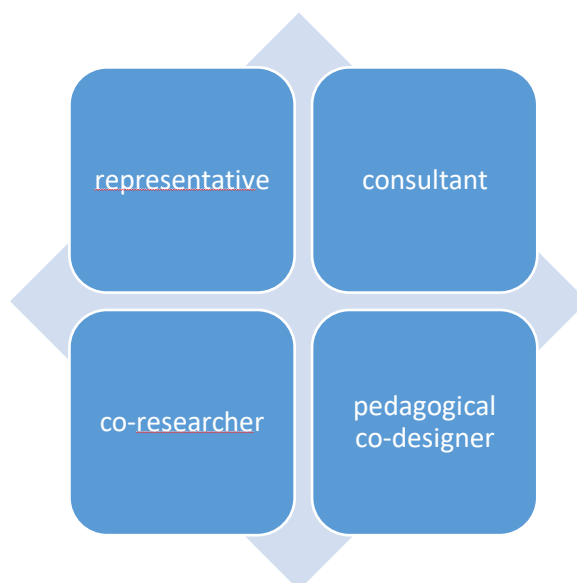 representative
consultant
co-researcher
pedagogical
co-designer